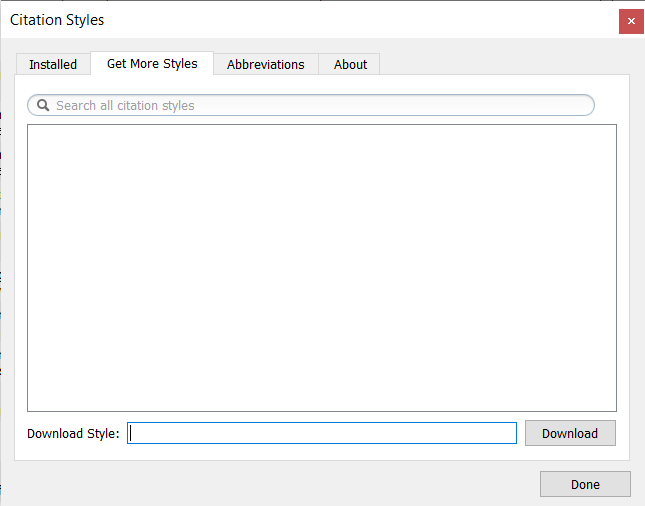 Citation Styles
Installed
Get More Styles
Abbreviations
About
Search all citation styles
Download Style:
Download
Done